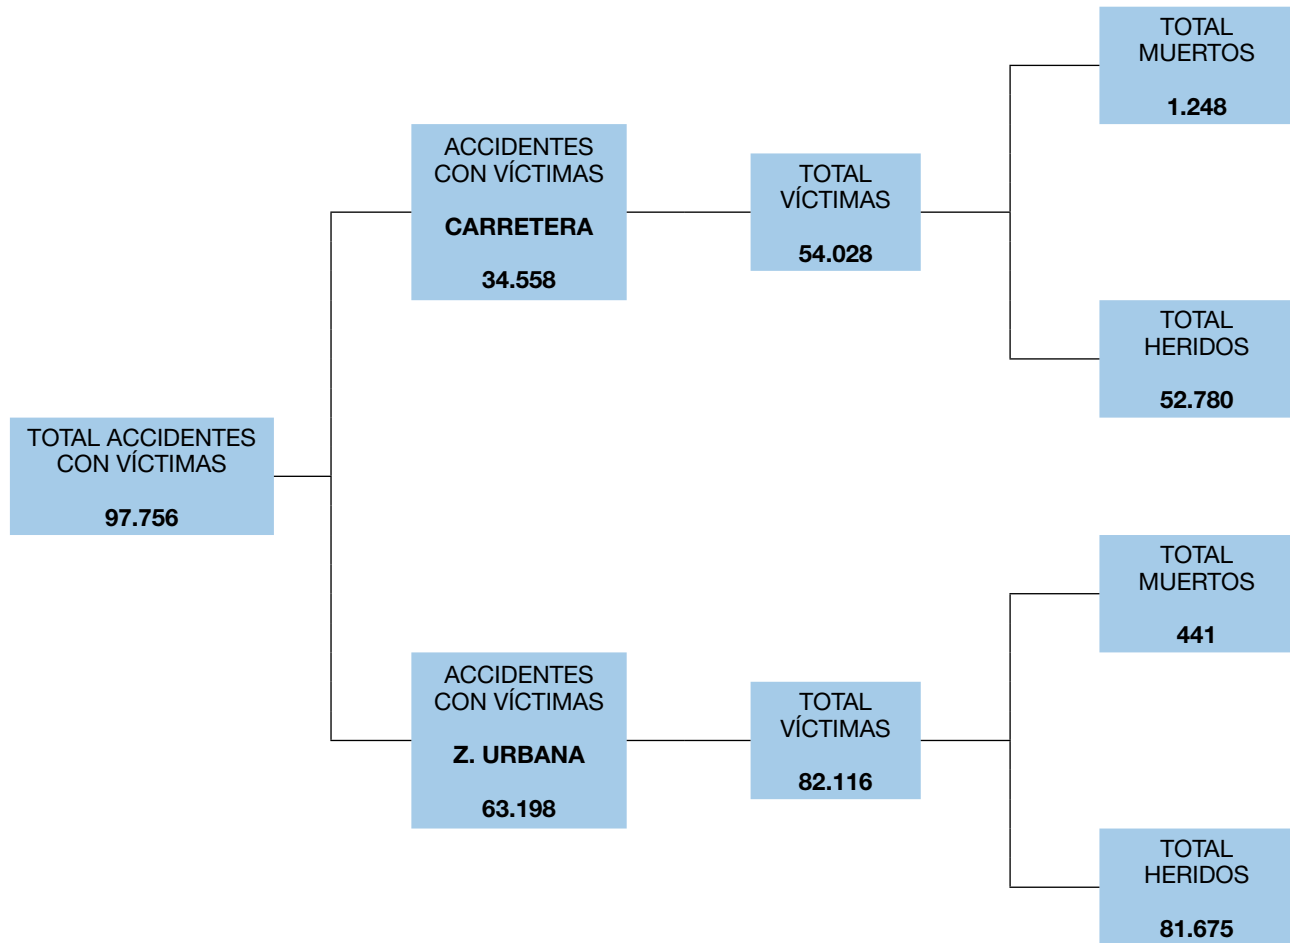 TOTAL ACCIDENTES
CON VÍCTIMAS
97.756
ACCIDENTES
CON VÍCTIMAS
CARRETERA
34.558
TOTAL
VÍCTIMAS
54.028
TOTAL
MUERTOS
1.248
TOTAL
HERIDOS
52.780
ACCIDENTES
CON VÍCTIMAS
Z. URBANA
63.198
TOTAL
VÍCTIMAS
82.116
TOTAL
MUERTOS
441
TOTAL
HERIDOS
81.675